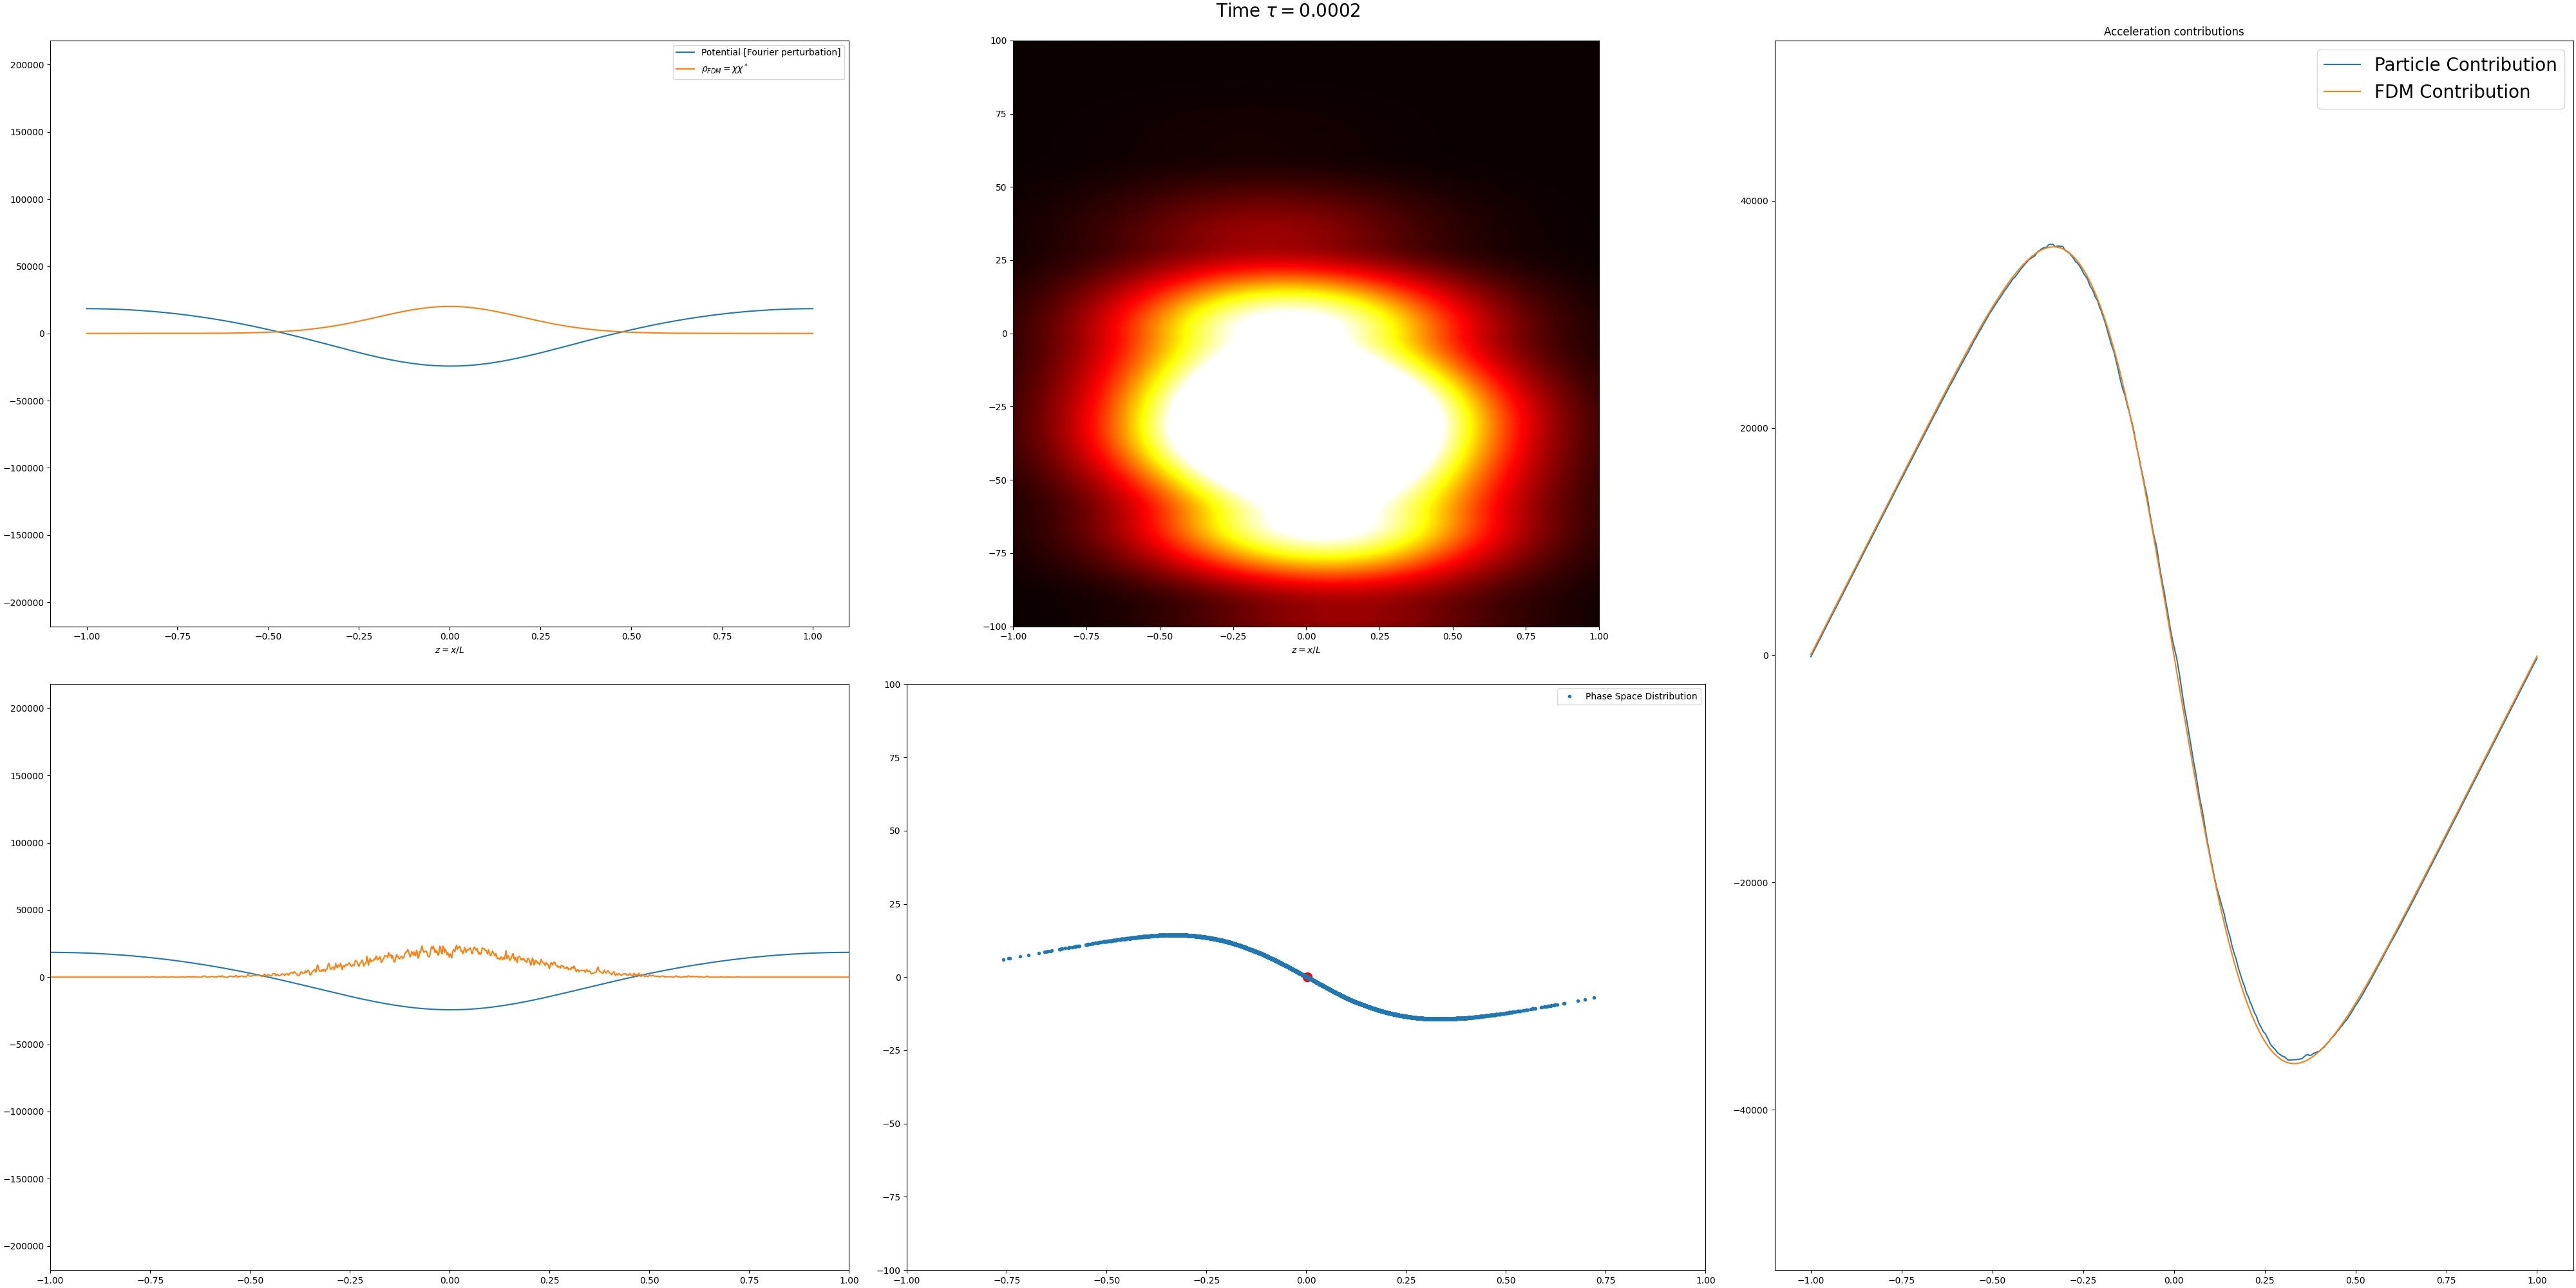 Time τ = 0.0002
Potential [Fourier perturbation]
ρ_FDM = χχ*
200000
150000
100000
50000
0
−50000
−100000
−150000
−200000
−1.00 −0.75 −0.50 −0.25 0.00 0.25 0.50 0.75 1.00
z = x/L
100
75
50
25
0
−25
−50
−75
−100
−1.00 −0.75 −0.50 −0.25 0.00 0.25 0.50 0.75 1.00
z = x/L
Acceleration contributions
Particle Contribution
FDM Contribution
40000
20000
0
−20000
−40000
−1.00 −0.75 −0.50 −0.25 0.00 0.25 0.50 0.75 1.00
200000
150000
100000
50000
0
−50000
−100000
−150000
−200000
−1.00 −0.75 −0.50 −0.25 0.00 0.25 0.50 0.75 1.00
Phase Space Distribution
100
75
50
25
0
−25
−50
−75
−100
−1.00 −0.75 −0.50 −0.25 0.00 0.25 0.50 0.75 1.00